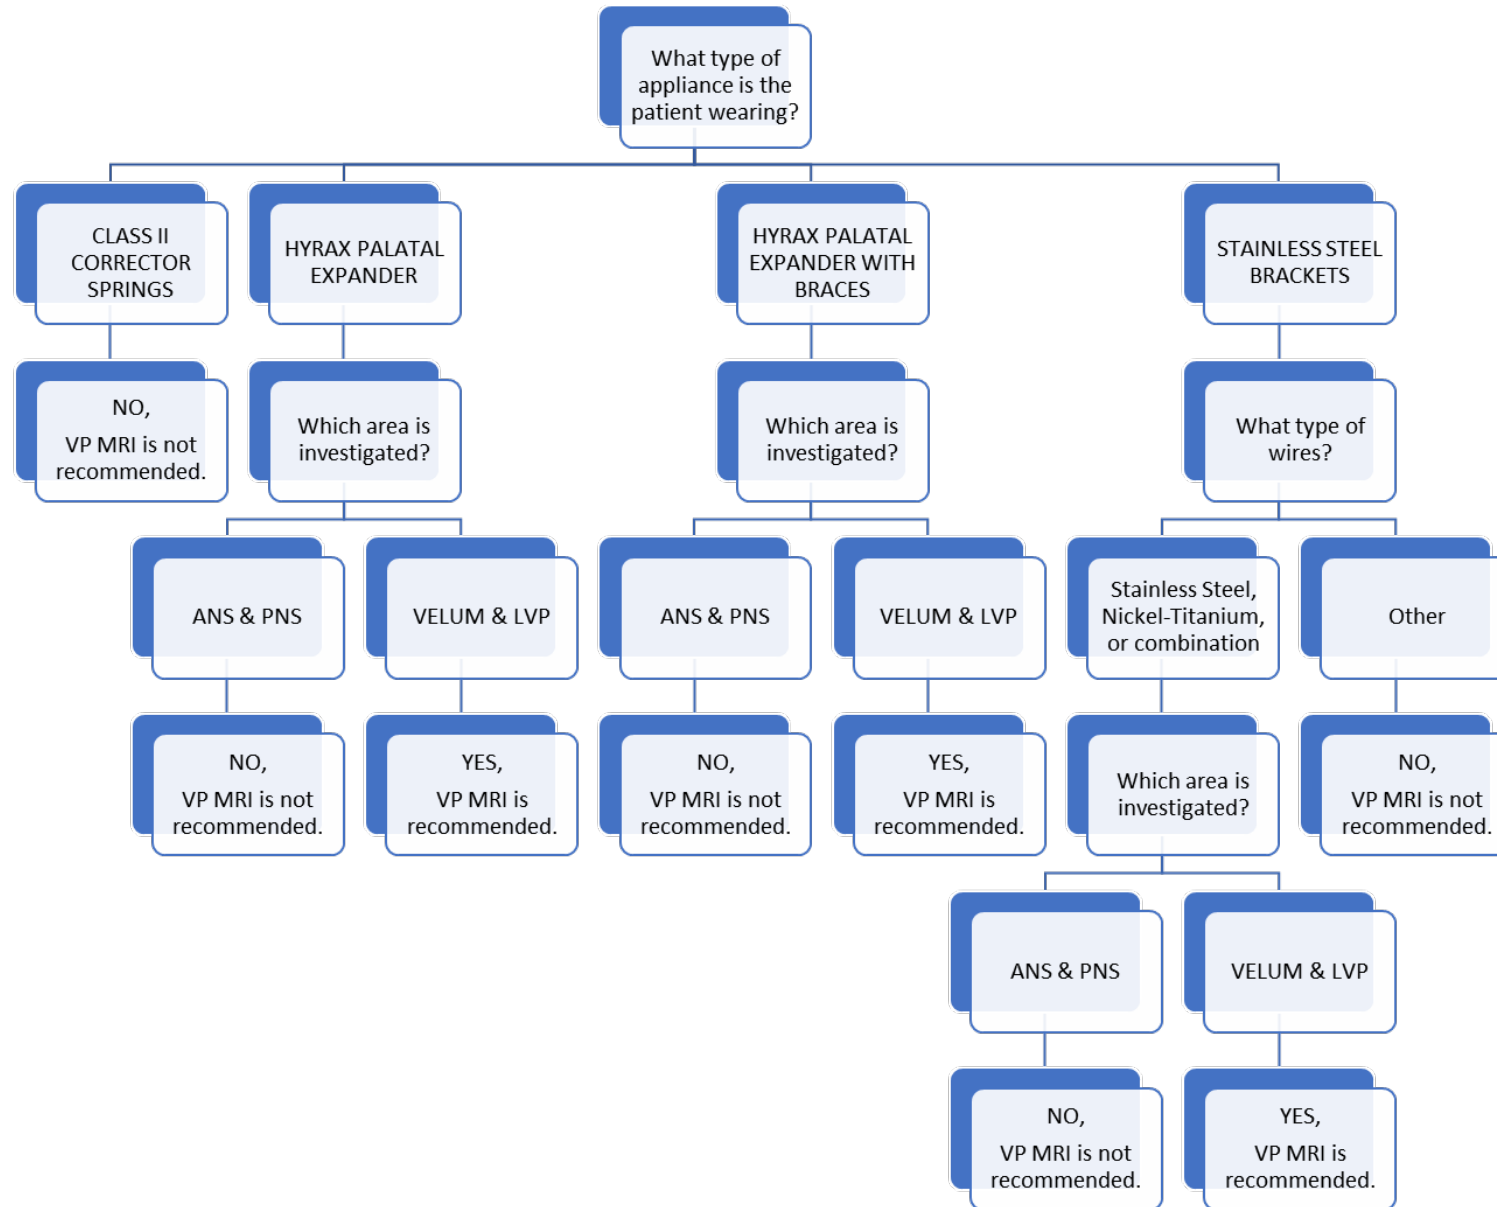 What type of
appliance is the
patient wearing?
CLASS II
CORRECTOR
SPRINGS
HYRAX PALATAL
EXPANDER
HYRAX PALATAL
EXPANDER WITH
BRACES
STAINLESS STEEL
BRACKETS
NO,
VP MRI is not
recommended.
Which area is
investigated?
Which area is
investigated?
What type of
wires?
ANS & PNS
VELUM & LVP
ANS & PNS
VELUM & LVP
Stainless Steel,
Nickel-Titanium,
or combination
Other
NO,
VP MRI is not
recommended.
YES,
VP MRI is
recommended.
NO,
VP MRI is not
recommended.
YES,
VP MRI is
recommended.
Which area is
investigated?
NO,
VP MRI is not
recommended.
ANS & PNS
VELUM & LVP
NO,
VP MRI is not
recommended.
YES,
VP MRI is
recommended.